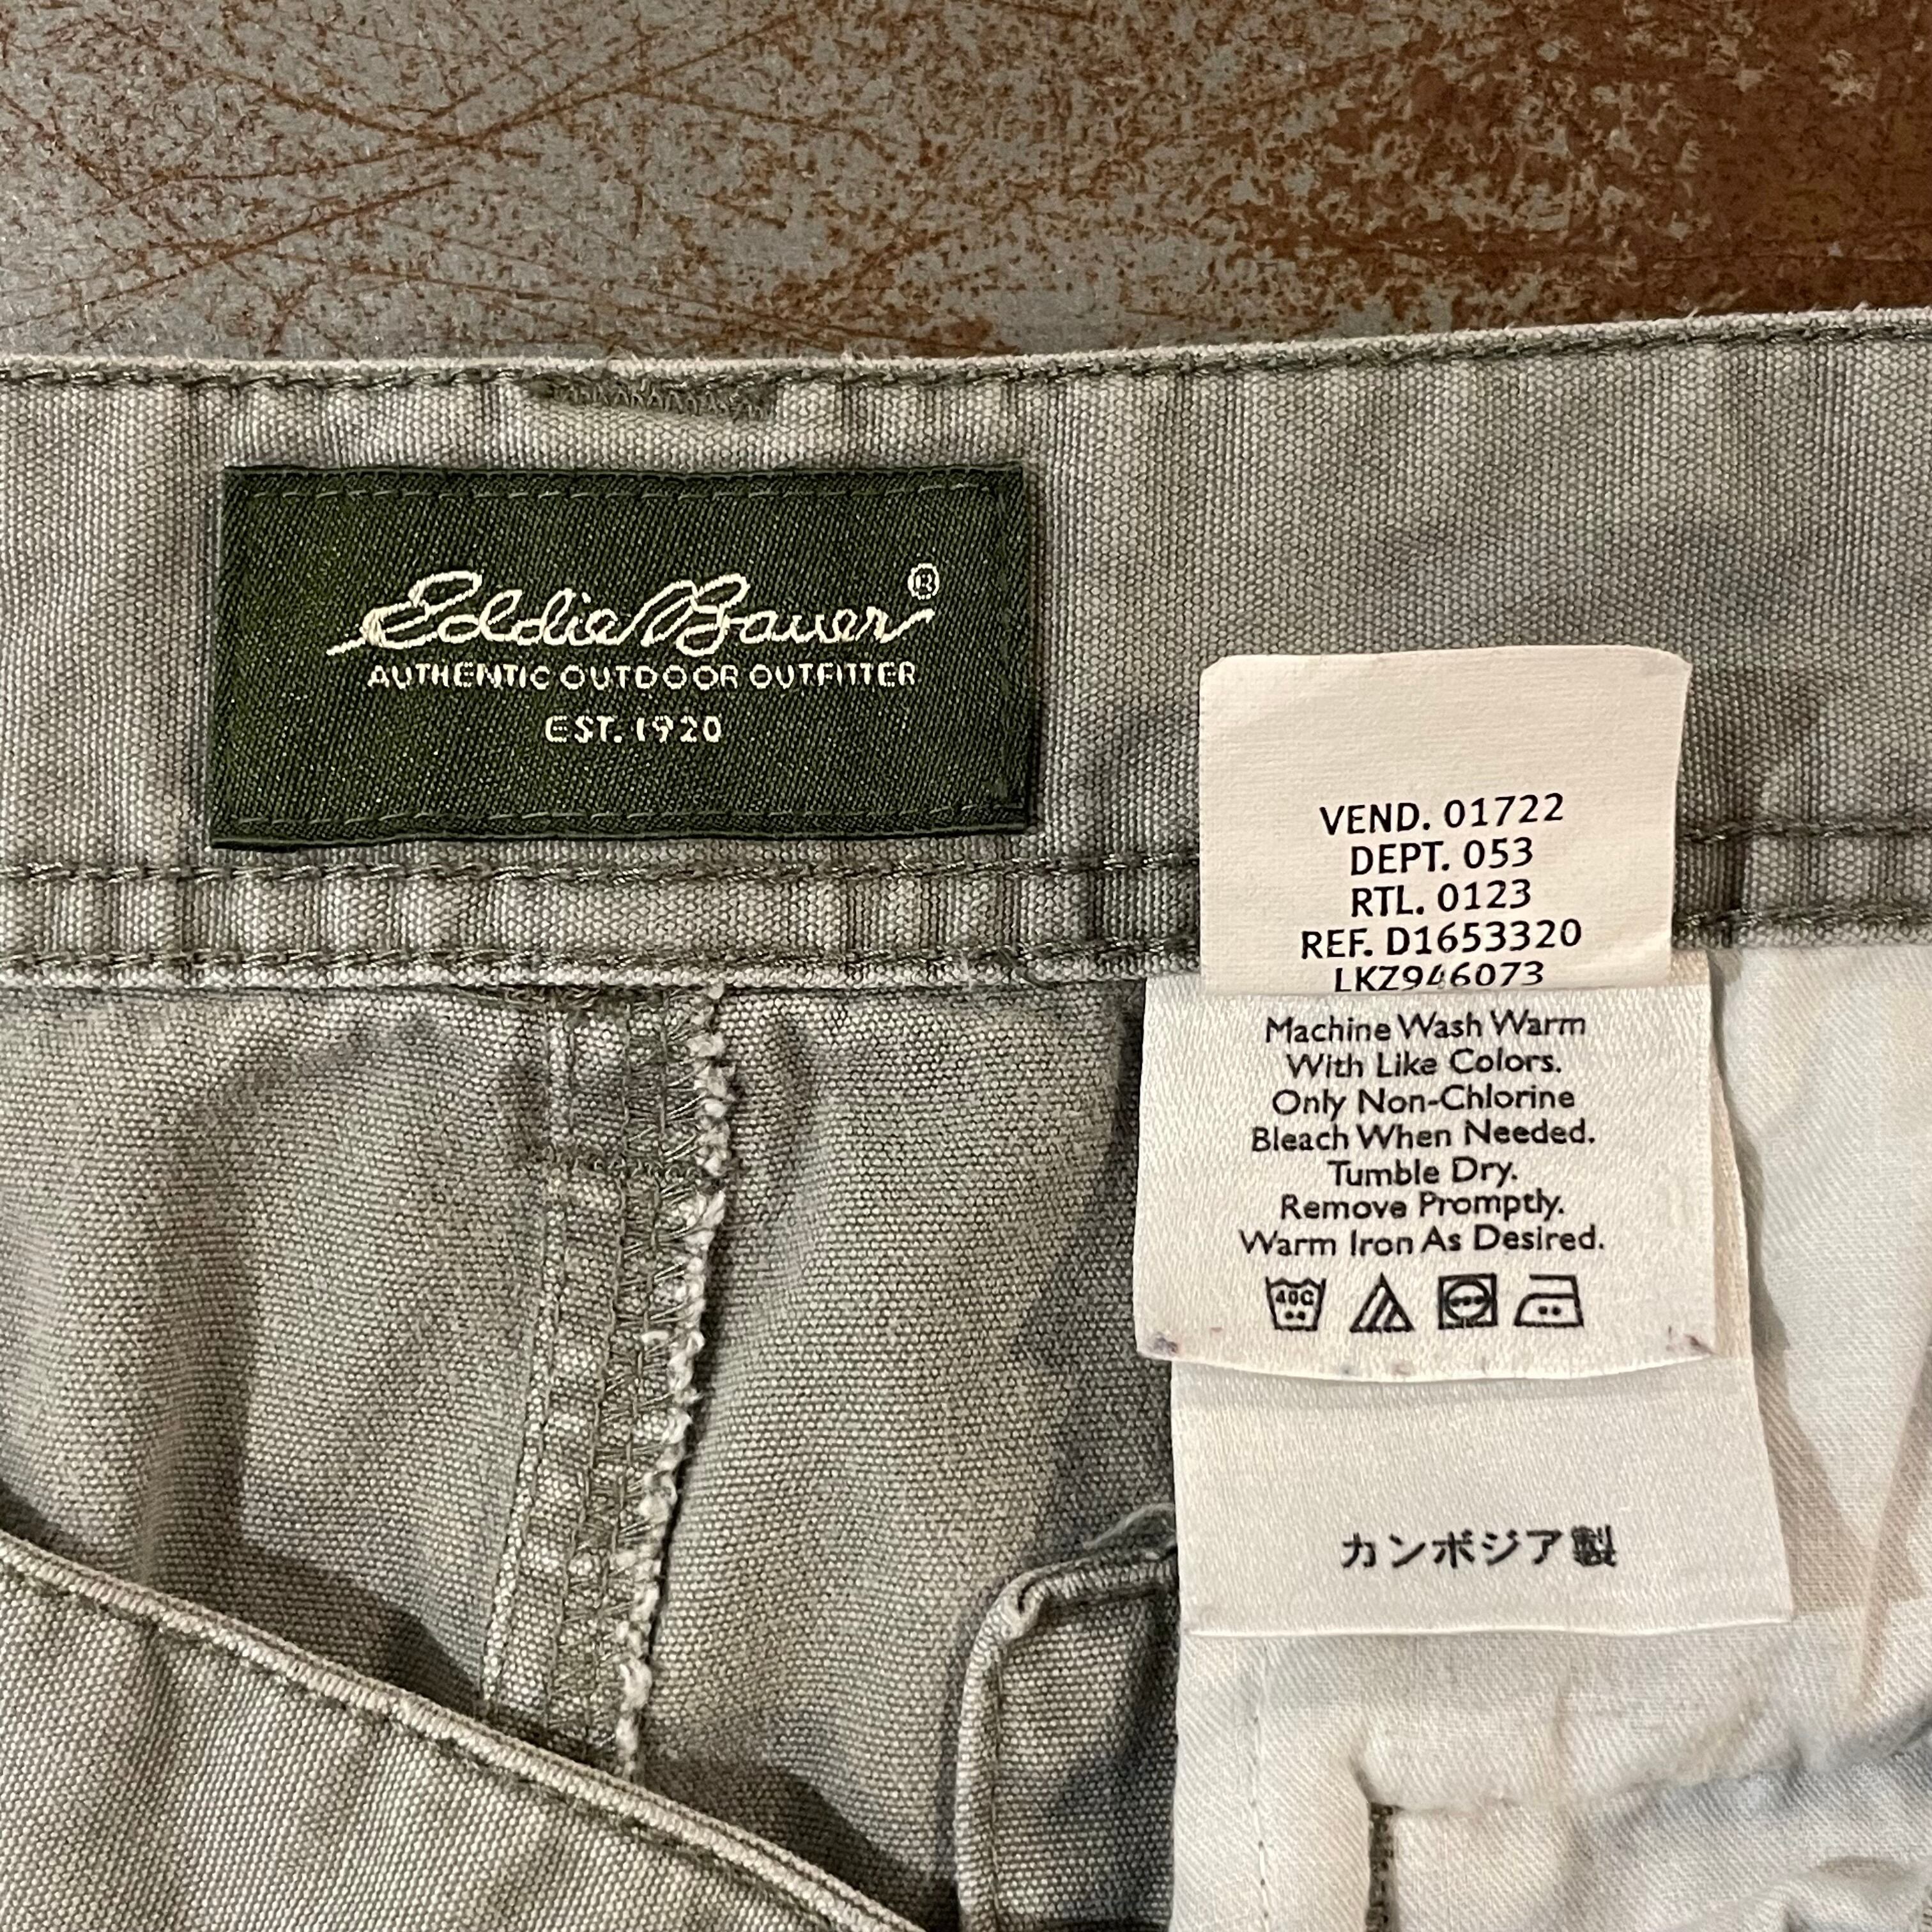 Eddie Bauer®
AUTHENTIC OUTDOOR OUTFITTER
EST. 1920
VEND. 01722
DEPT. 053
RTL. 0123
REF. D1653320
LKZ946073
Machine Wash Warm
With Like Colors.
Only Non-Chlorine
Bleach When Needed.
Tumble Dry.
Remove Promptly.
Warm Iron As Desired.
40C
カンボジア製